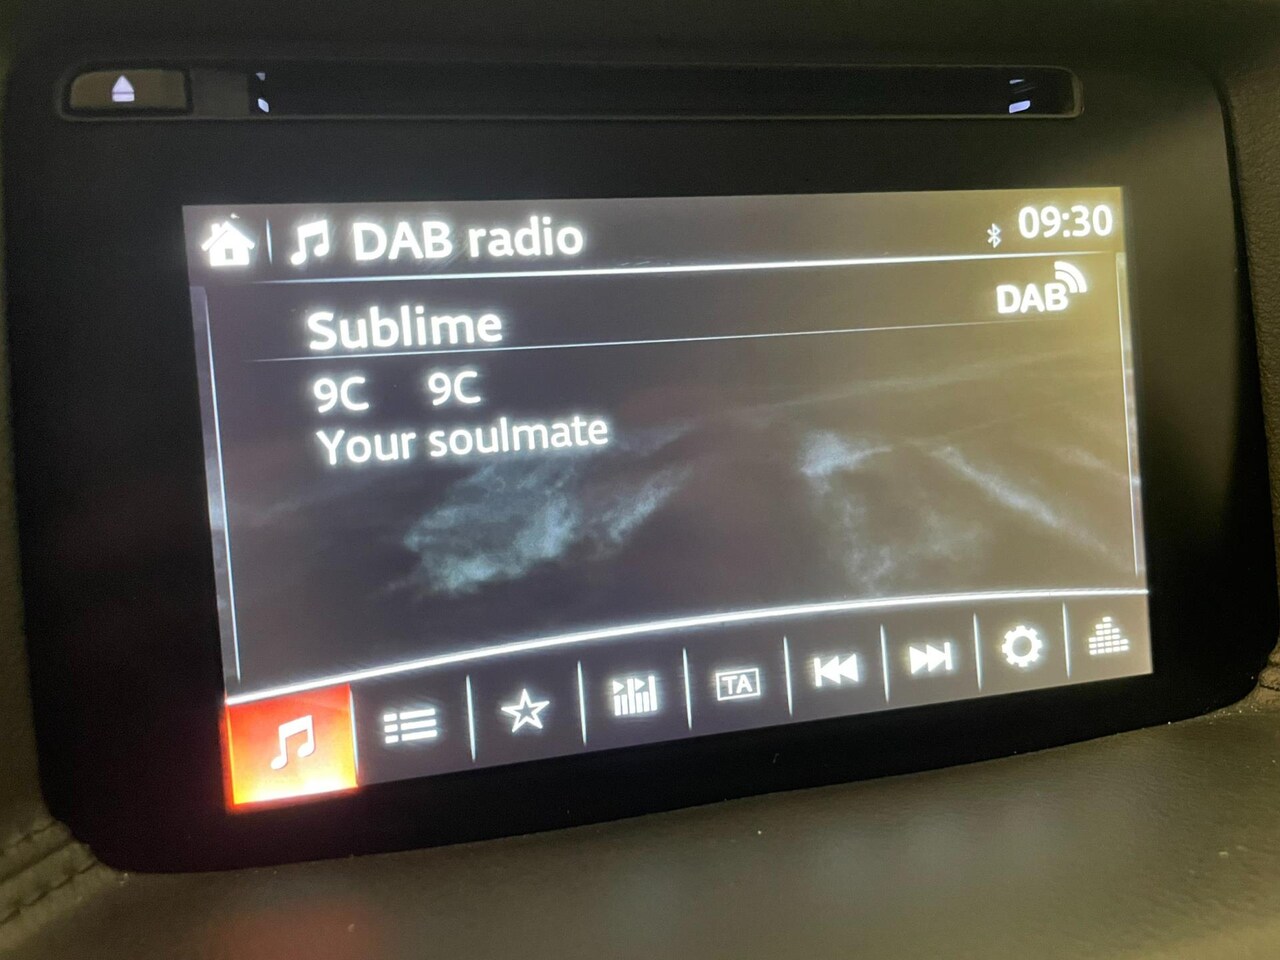 DAB radio
09:30
DAB
Sublime
9C 9C
Your soulmate
TA